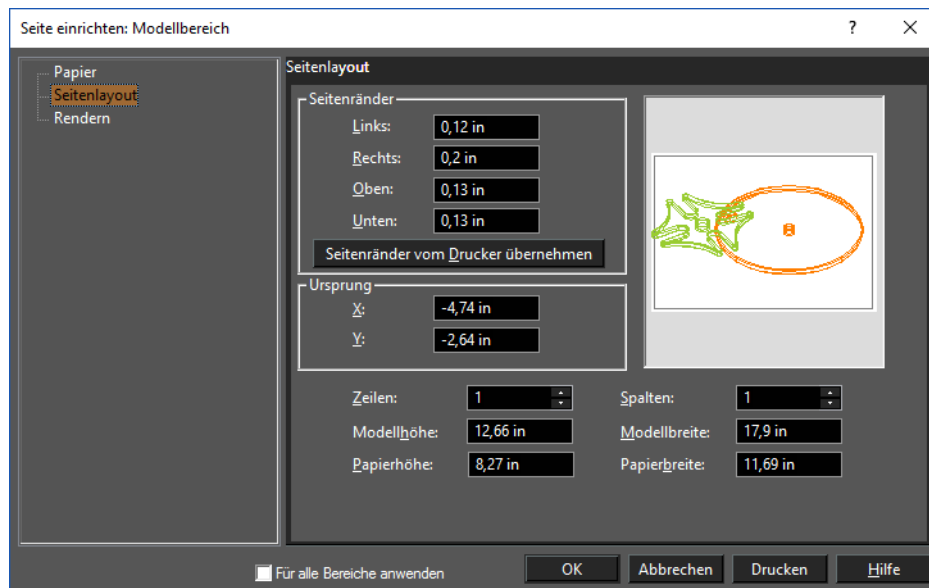 Seite einrichten: Modellbereich ? X
Papier
Seitenlayout
Rendern
Seitenlayout
Seitenränder
Links: 0,12 in
Rechts: 0,2 in
Oben: 0,13 in
Unten: 0,13 in
Seitenränder vom Drucker übernehmen
Ursprung
X: -4,74 in
Y: -2,64 in
Zeilen: 1 Spalten: 1
Modellhöhe: 12,66 in Modellbreite: 17,9 in
Papierhöhe: 8,27 in Papierbreite: 11,69 in
Für alle Bereiche anwenden OK Abbrechen Drucken Hilfe